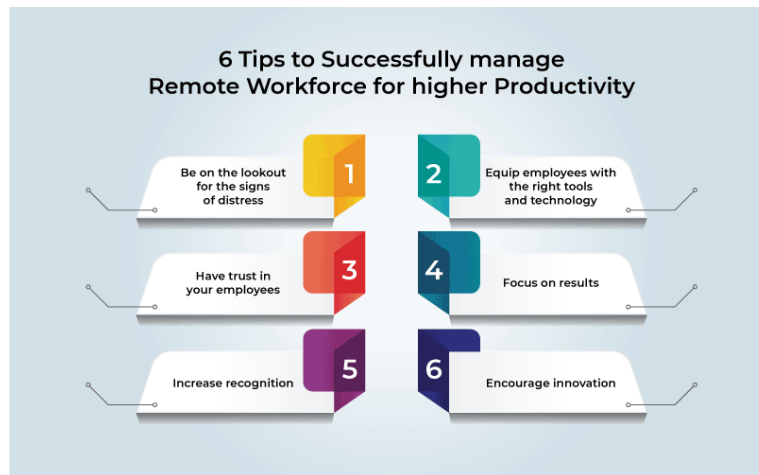 6 Tips to Successfully manage
Remote Workforce for higher Productivity
1
Be on the lookout
for the signs
of distress
2
Equip employees with
the right tools
and technology
3
Have trust in
your employees
4
Focus on results
5
Increase recognition
6
Encourage innovation